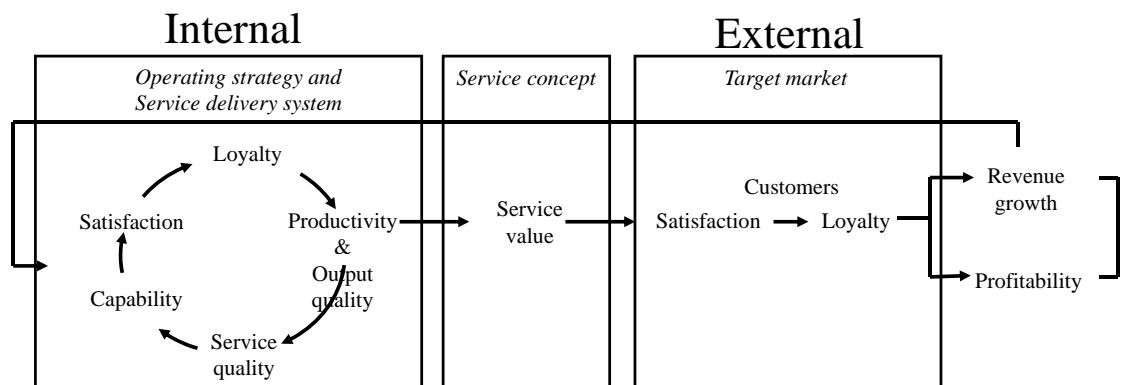 Internal
External
Operating strategy and
Service delivery system
Service concept
Target market
Loyalty
Satisfaction
Productivity
&
Output
quality
Capability
Service
quality
Service
value
Customers
Satisfaction
Loyalty
Revenue
growth
Profitability